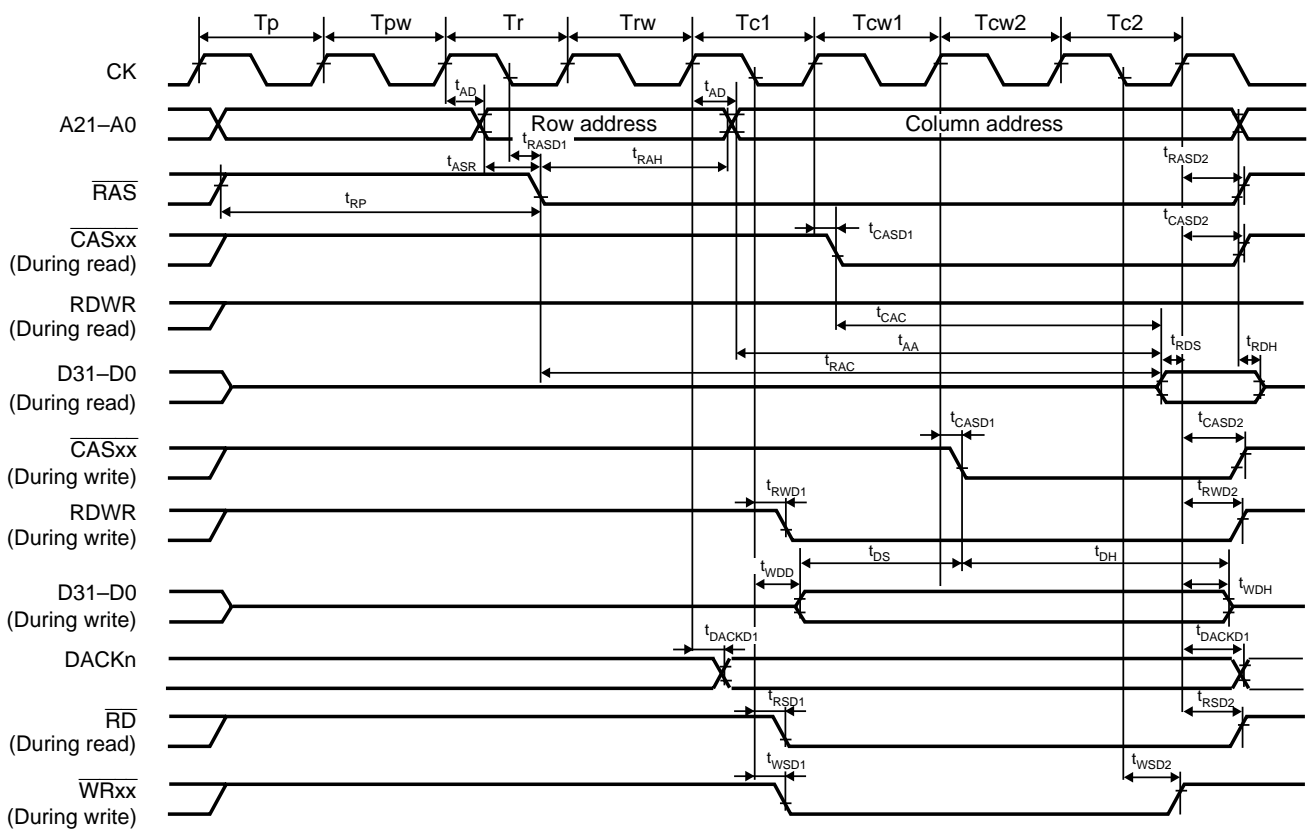 Tp Tpw Tr Trw Tc1 Tcw1 Tcw2 Tc2
CK
tAD tAD
A21–A0 Row address Column address
tRASD1
tASR tRAH tRASD2
RAS
tRP
CASxx
(During read)
tCASD1 tCASD2
RDWR
(During read)
tCAC
tAA tRDS tRDH
tRAC
D31–D0
(During read)
CASxx
(During write)
tCASD1 tCASD2
RDWR
(During write)
tRWD1 tRWD2
tDS tDH
D31–D0
(During write)
tWDD tWDH
DACKn
tDACKD1 tDACKD1
RD
(During read)
tRSD1 tRSD2
WRxx
(During write)
tWSD1 tWSD2